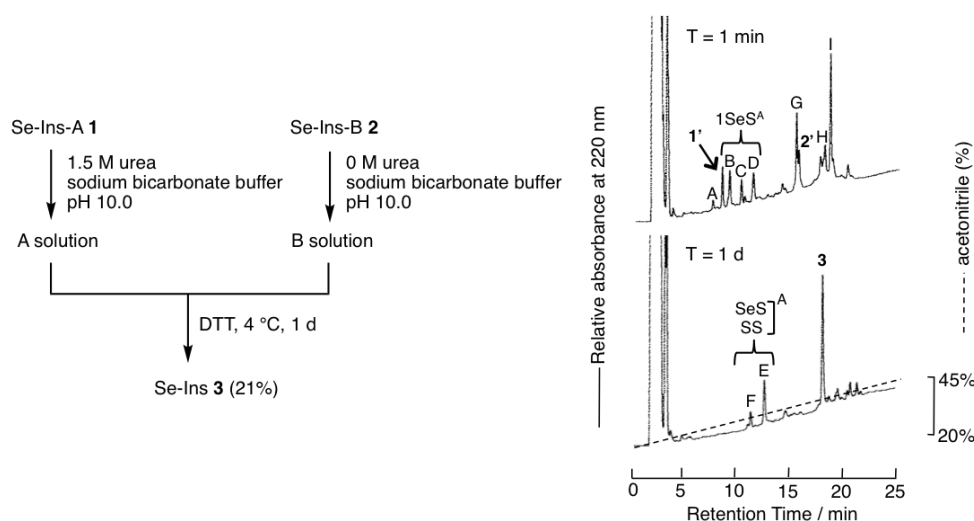 Se-Ins-A 1
Se-Ins-B 2
1.5 M urea
sodium bicarbonate buffer
pH 10.0
0 M urea
sodium bicarbonate buffer
pH 10.0
A solution
B solution
DTT, 4 °C, 1 d
Se-Ins 3 (21%)
Relative absorbance at 220 nm
T = 1 min
1'
1SeSᴬ
A
B
C
D
G
2'
H
I
T = 1 d
SeS
SS
A
F
E
3
acetonitrile (%)
45%
20%
0 5 10 15 20 25
Retention Time / min